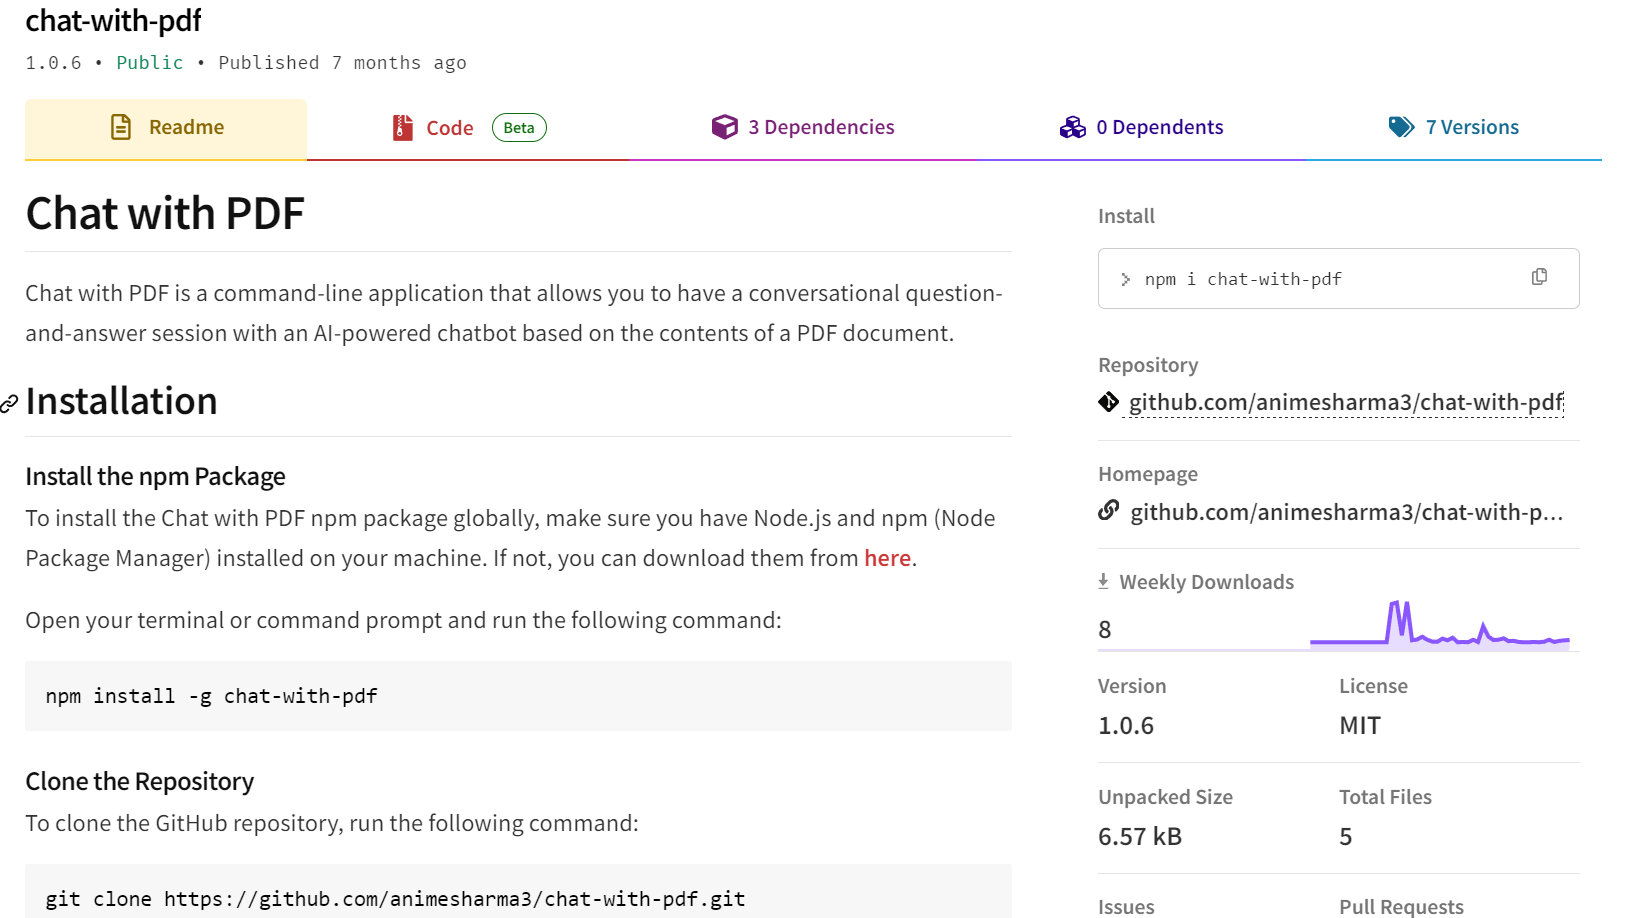 chat-with-pdf
1.0.6 • Public • Published 7 months ago
Readme
Code Beta
3 Dependencies
0 Dependents
7 Versions
Chat with PDF
Chat with PDF is a command-line application that allows you to have a conversational question-
and-answer session with an AI-powered chatbot based on the contents of a PDF document.
Installation
Install the npm Package
To install the Chat with PDF npm package globally, make sure you have Node.js and npm (Node
Package Manager) installed on your machine. If not, you can download them from here.
Open your terminal or command prompt and run the following command:
npm install -g chat-with-pdf
Clone the Repository
To clone the GitHub repository, run the following command:
git clone https://github.com/animesharma3/chat-with-pdf.git
Install
> npm i chat-with-pdf
Repository
github.com/animesharma3/chat-with-pdf
Homepage
github.com/animesharma3/chat-with-p...
Weekly Downloads
8
Version
1.0.6
License
MIT
Unpacked Size
6.57 kB
Total Files
5
Issues
Pull Requests